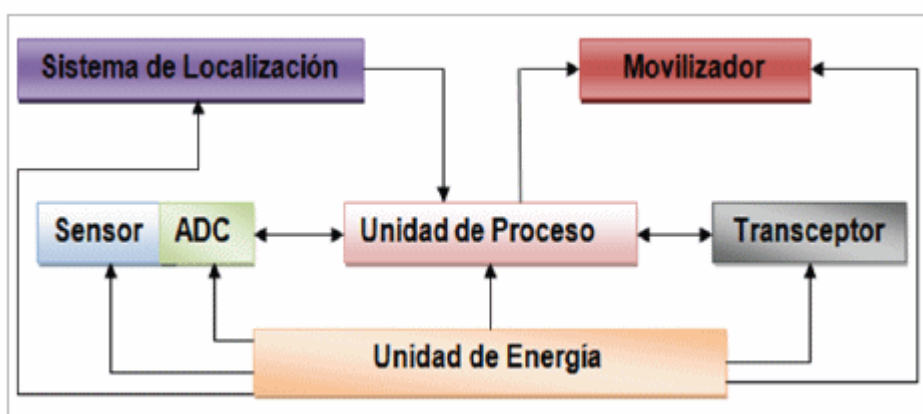 Sistema de Localización
Movilizador
Sensor
ADC
Unidad de Proceso
Transceptor
Unidad de Energía